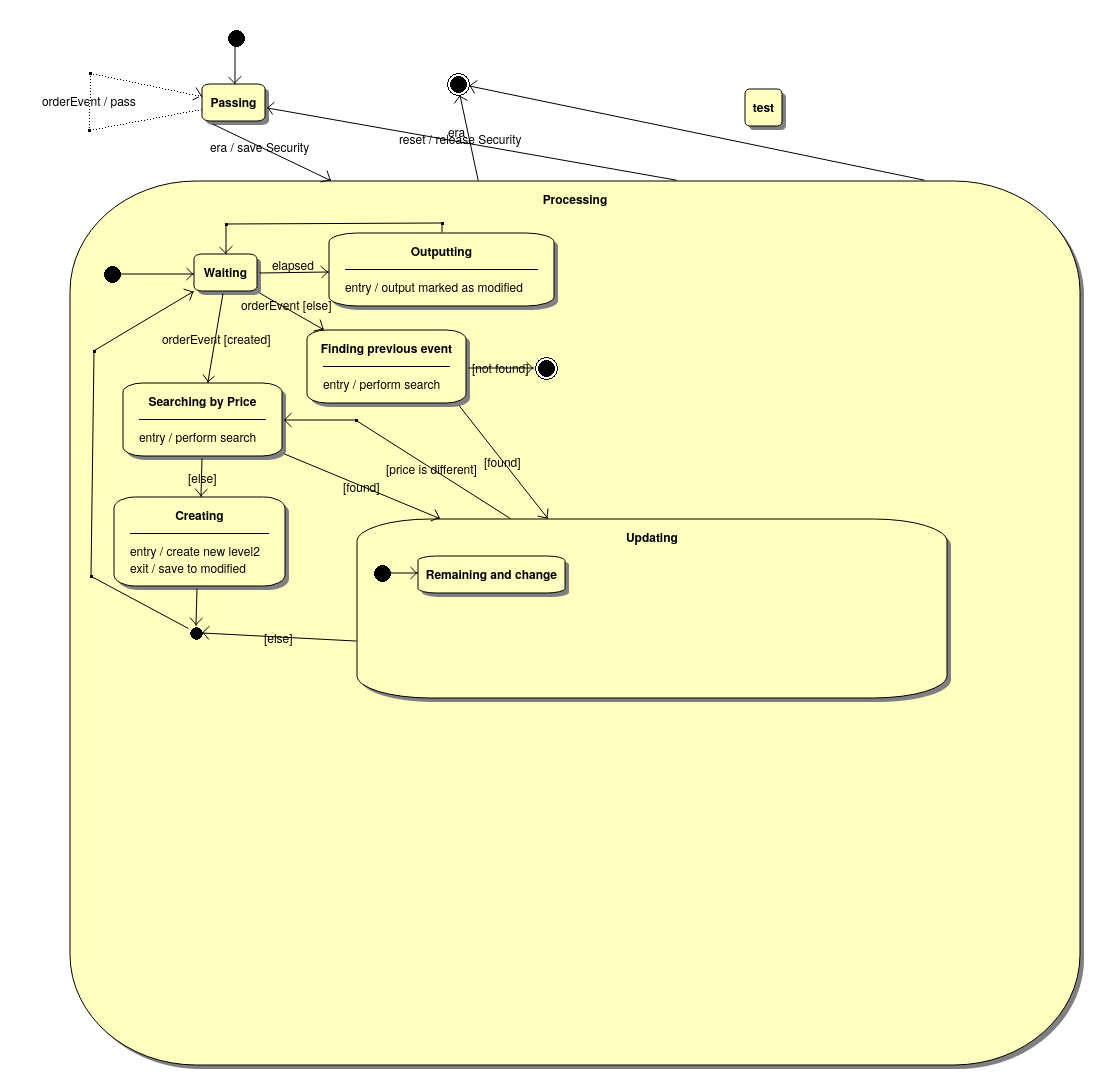 orderEvent / pass
Passing
test
era
reset / release Security
era / save Security
Processing
Outputting
entry / output marked as modified
Waiting
elapsed
orderEvent [else]
orderEvent [created]
Finding previous event
entry / perform search
[not found]
Searching by Price
entry / perform search
[price is different]
[found]
[else]
[found]
Creating
entry / create new level2
exit / save to modified
Updating
Remaining and change
[else]